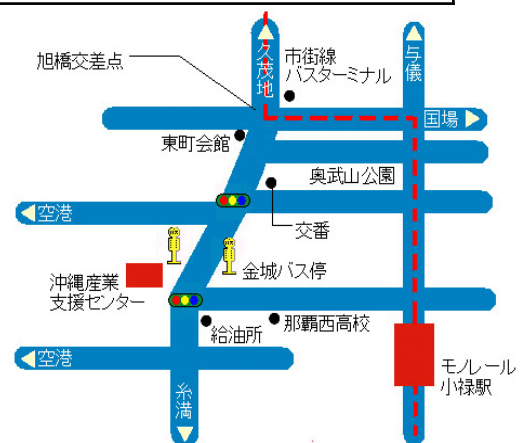 旭橋交差点
久茂地
市街線
バスターミナル
与儀
国場
東町会館
奥武山公園
空港
交番
金城バス停
沖縄産業
支援センター
給油所
那覇西高校
空港
糸満
モノレール
小禄駅